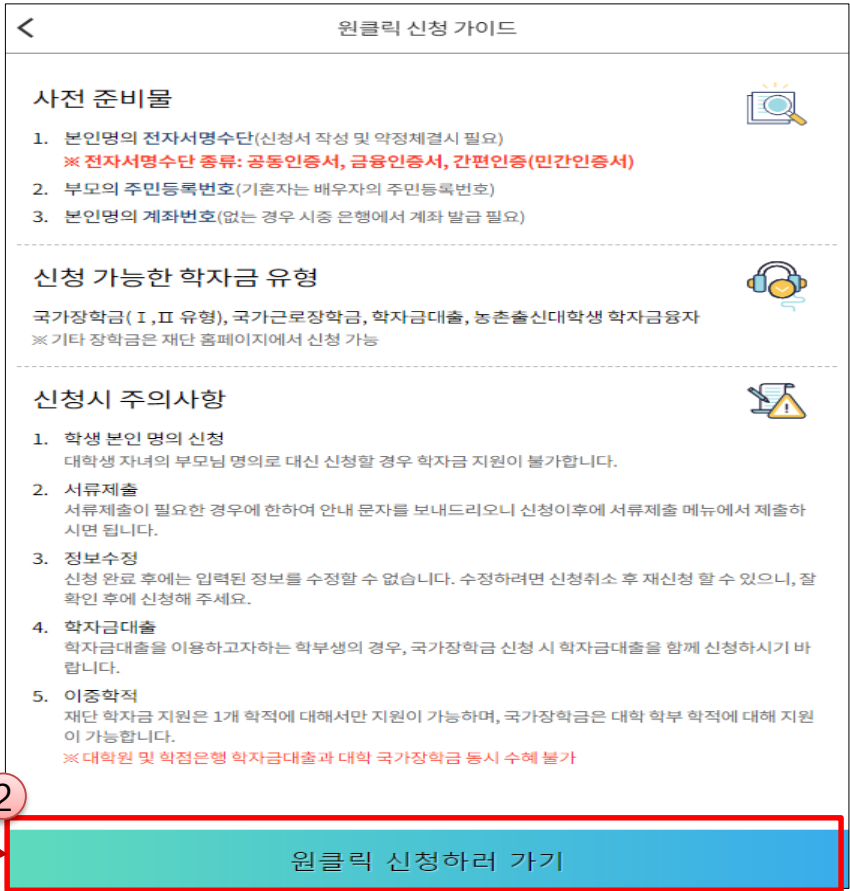 원클릭 신청 가이드
사전 준비물
1. 본인명의 전자서명수단(신청서 작성 및 약정체결시 필요)
※ 전자서명수단 종류: 공동인증서, 금융인증서, 간편인증(민간인증서)
2. 부모의 주민등록번호(기혼자는 배우자의 주민등록번호)
3. 본인명의 계좌번호(없는 경우 시중 은행에서 계좌 발급 필요)
신청 가능한 학자금 유형
국가장학금( I ,II 유형), 국가근로장학금, 학자금대출, 농촌출신대학생 학자금융자
※ 기타 장학금은 재단 홈페이지에서 신청 가능
신청시 주의사항
1. 학생 본인 명의 신청
대학생 자녀의 부모님 명의로 대신 신청할 경우 학자금 지원이 불가합니다.
2. 서류제출
서류제출이 필요한 경우에 한하여 안내 문자를 보내드리오니 신청이후에 서류제출 메뉴에서 제출하
시면 됩니다.
3. 정보수정
신청 완료 후에는 입력된 정보를 수정할 수 없습니다. 수정하려면 신청취소 후 재신청 할 수 있으니, 잘
확인 후에 신청해 주세요.
4. 학자금대출
학자금대출을 이용하고자하는 학부생의 경우, 국가장학금 신청 시 학자금대출을 함께 신청하시기 바
랍니다.
5. 이중학적
재단 학자금 지원은 1개 학적에 대해서만 지원이 가능하며, 국가장학금은 대학 학부 학적에 대해 지원
이 가능합니다.
※ 대학원 및 학점은행 학자금대출과 대학 국가장학금 동시 수혜 불가
2
원클릭 신청하러 가기